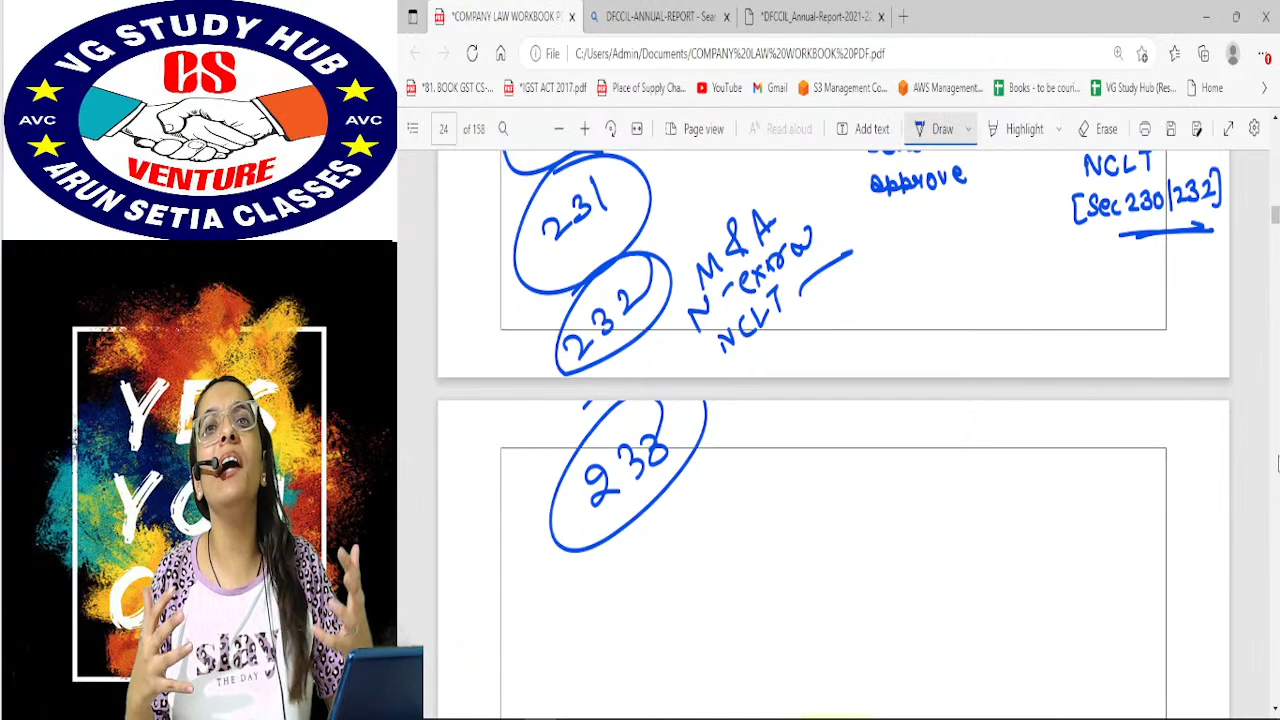 VG STUDY HUB
CS
AVC
AVC
VENTURE
ARUN SETIA CLASSES
YES
YOU
slay
THE DAY
*COMPANY LAW WORKBOOK P
DFCCIL-ANNUAL-REPORT - Sear
*DFCCIL_Annual-Report-2021-2
File
C:/Users/Admin/Documents/COMPANY%20LAW%20WORKBOOK%20PDF.pdf
*81. BOOK GST CS -...
*IGST ACT 2017.pdf
Place of Supply Cha...
YouTube
Gmail
S3 Management Co...
AWS Management...
Books - to be couri...
Vg Study Hub (Res...
Home
24
of 158
Page view
Read aloud
Add text
Draw
Highlight
Erase
approve
NCLT
[Sec 230/232]
231
M & A
NCLT
232
238